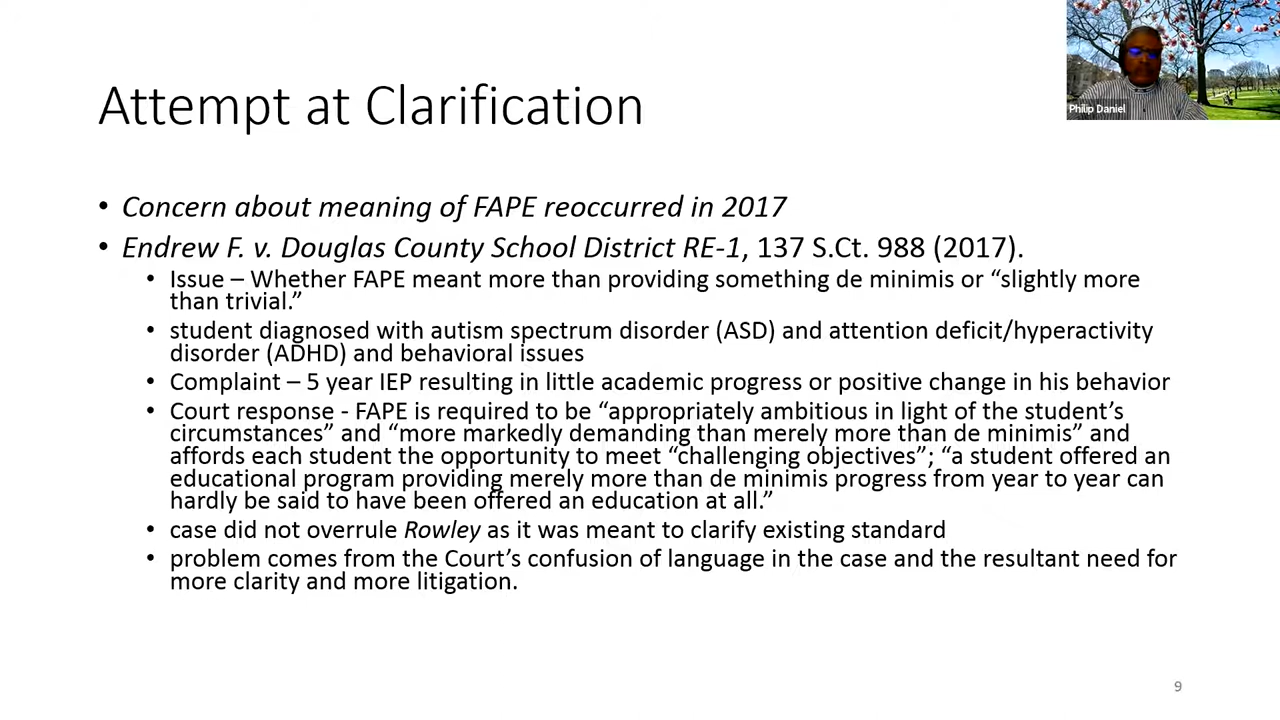 Philip Daniel
Attempt at Clarification
• Concern about meaning of FAPE reoccurred in 2017
• Endrew F. v. Douglas County School District RE-1, 137 S.Ct. 988 (2017).
• Issue – Whether FAPE meant more than providing something de minimis or “slightly more
than trivial.”
• student diagnosed with autism spectrum disorder (ASD) and attention deficit/hyperactivity
disorder (ADHD) and behavioral issues
• Complaint – 5 year IEP resulting in little academic progress or positive change in his behavior
• Court response - FAPE is required to be “appropriately ambitious in light of the student’s
circumstances” and “more markedly demanding than merely more than de minimis” and
affords each student the opportunity to meet “challenging objectives”; “a student offered an
educational program providing merely more than de minimis progress from year to year can
hardly be said to have been offered an education at all.”
• case did not overrule Rowley as it was meant to clarify existing standard
• problem comes from the Court’s confusion of language in the case and the resultant need for
more clarity and more litigation.
9